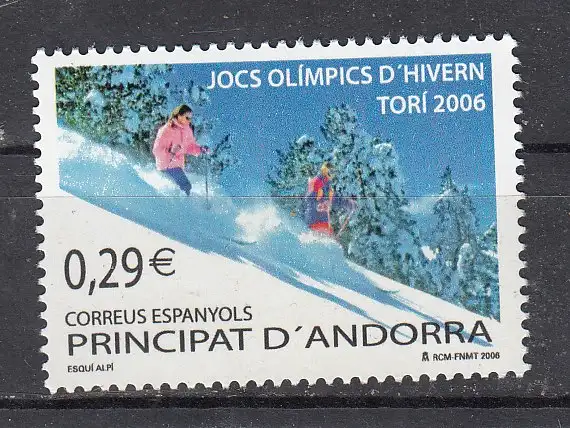 JOCS OLÍMPICS D´HIVERN
TORÍ 2006
0,29€
CORREUS ESPANYOLS
PRINCIPAT D´ANDORRA
ESQUÍ ALPÍ
RCM-FNMT 2006